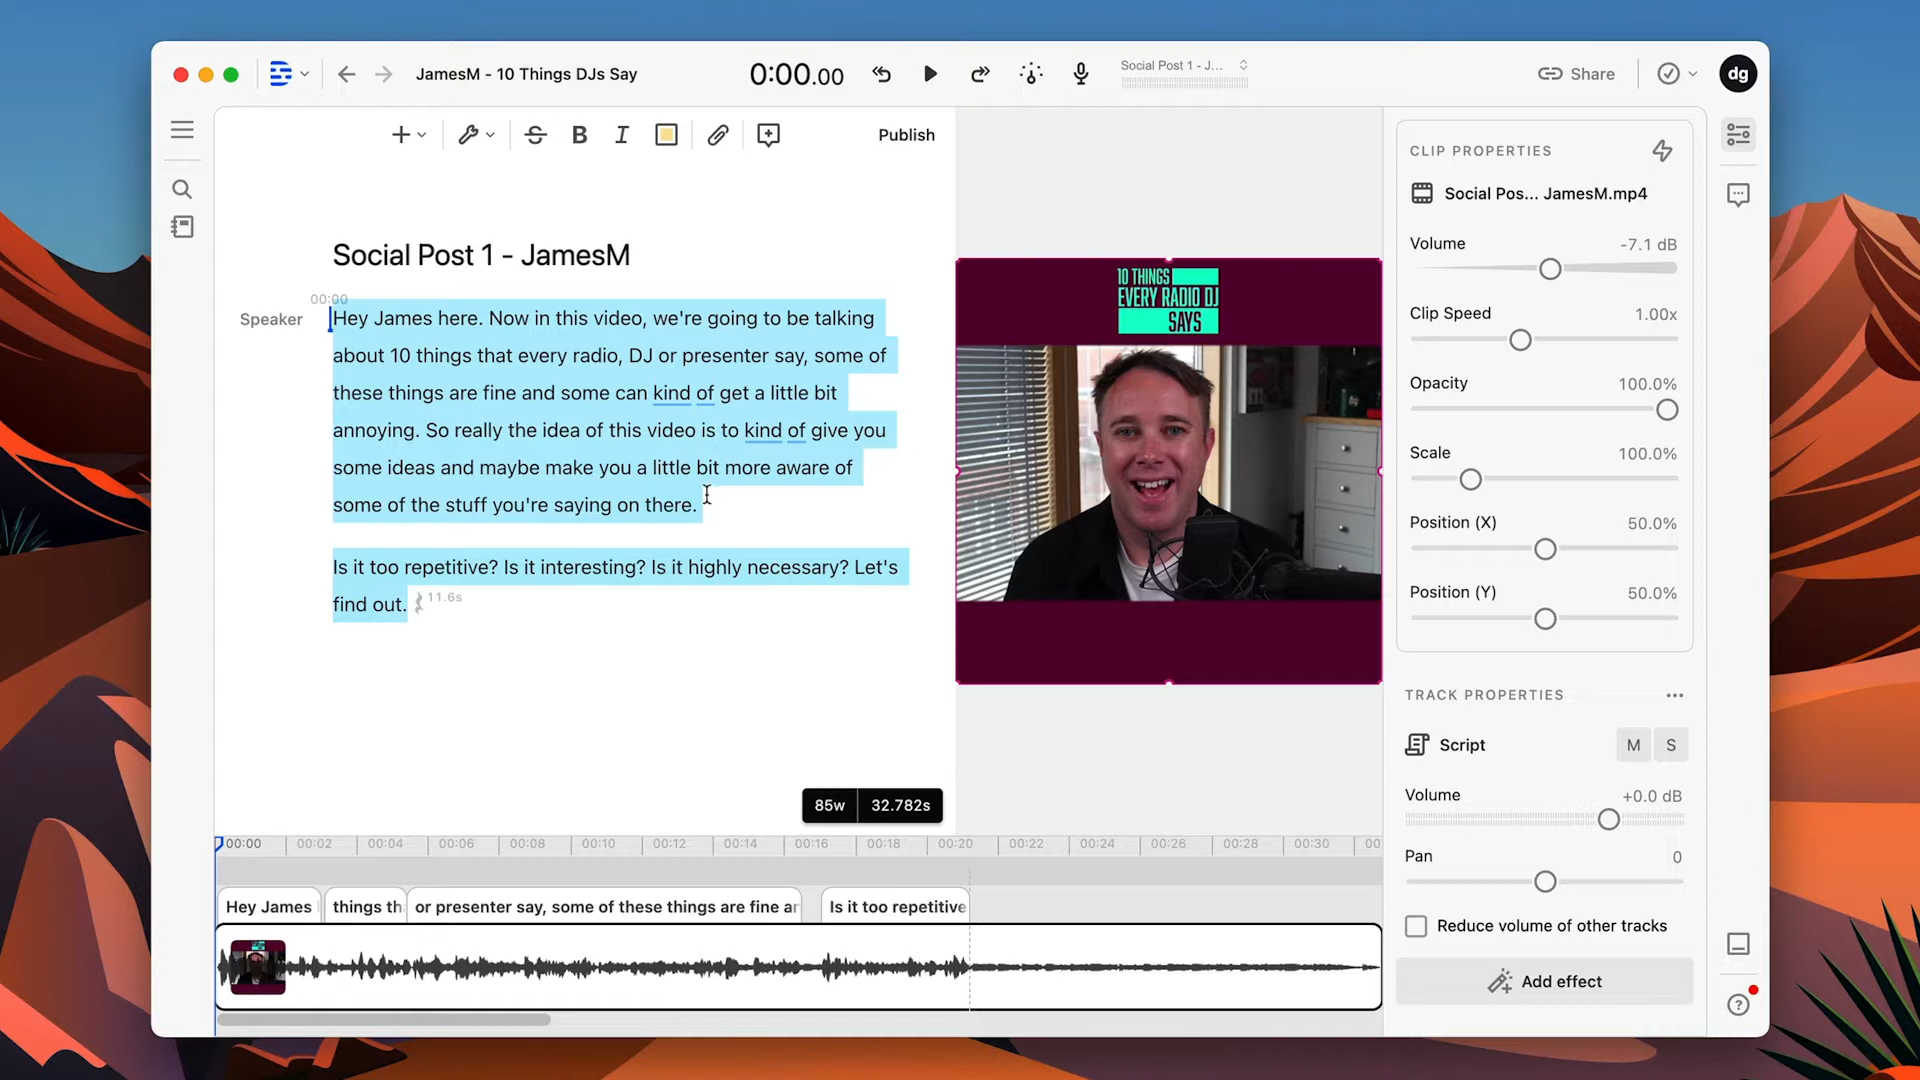 JamesM - 10 Things DJs Say
0:00.00
Social Post 1 - J...
Share
dg
B
I
Publish
Social Post 1 - JamesM
00:00
Speaker
Hey James here. Now in this video, we're going to be talking
about 10 things that every radio, DJ or presenter say, some of
these things are fine and some can kind of get a little bit
annoying. So really the idea of this video is to kind of give you
some ideas and maybe make you a little bit more aware of
some of the stuff you're saying on there.
Is it too repetitive? Is it interesting? Is it highly necessary? Let's
find out.
11.6s
85w
32.782s
10 THINGS
EVERY RADIO DJ
SAYS
CLIP PROPERTIES
Social Pos... JamesM.mp4
Volume
-7.1 dB
Clip Speed
1.00x
Opacity
100.0%
Scale
100.0%
Position (X)
50.0%
Position (Y)
50.0%
TRACK PROPERTIES
Script
M
S
Volume
+0.0 dB
Pan
0
Reduce volume of other tracks
Add effect
00:00
00:02
00:04
00:06
00:08
00:10
00:12
00:14
00:16
00:18
00:20
00:22
00:24
00:26
00:28
00:30
Hey James
things th
or presenter say, some of these things are fine ar
Is it too repetitive